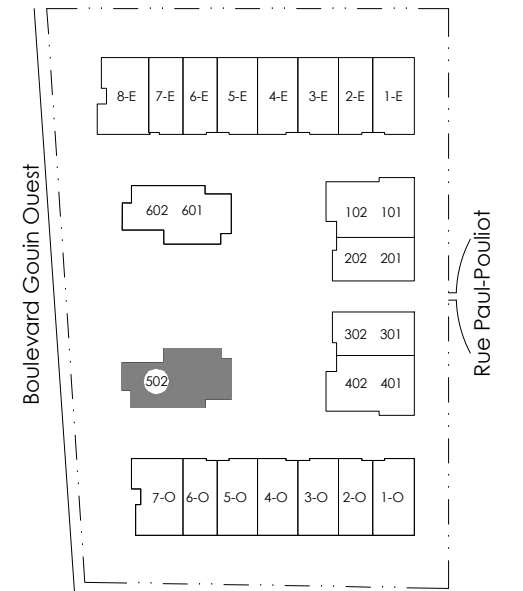 8-E 7-E 6-E 5-E 4-E 3-E 2-E 1-E
602 601
102 101
202 201
Boulevard Gouin Ouest
Rue Paul-Pouliot
302 301
502
402 401
7-O 6-O 5-O 4-O 3-O 2-O 1-O